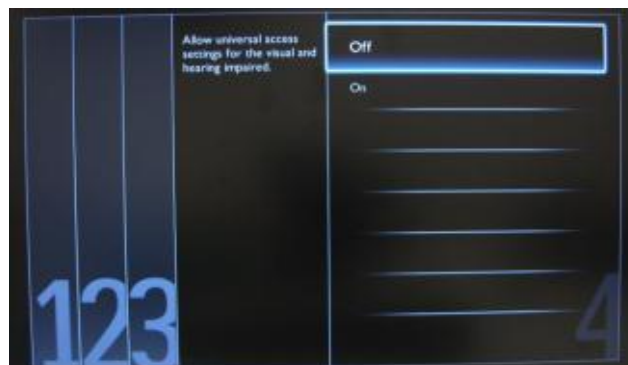 Allow universal access
settings for the visual and
hearing impaired.
Off
On
123
4